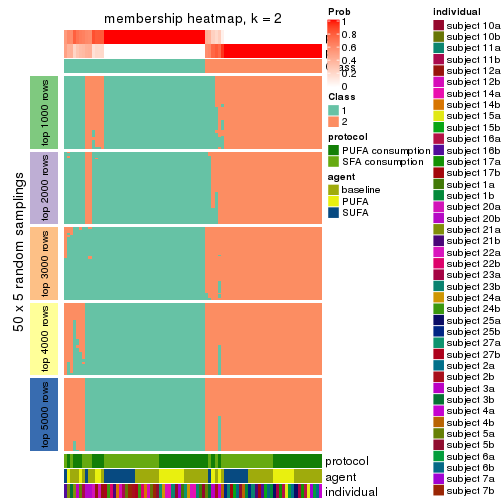 membership heatmap, k = 2
50 x 5 random samplings
top 1000 rows
top 2000 rows
top 3000 rows
top 4000 rows
top 5000 rows
protocol
agent
individual
Prob
1
0.8
0.6
0.4
0.2
0
Class
1
2
protocol
PUFA consumption
SFA consumption
agent
baseline
PUFA
SUFA
individual
subject 10a
subject 10b
subject 11a
subject 11b
subject 12a
subject 12b
subject 14a
subject 14b
subject 15a
subject 15b
subject 16a
subject 16b
subject 17a
subject 17b
subject 1a
subject 1b
subject 20a
subject 20b
subject 21a
subject 21b
subject 22a
subject 22b
subject 23a
subject 23b
subject 24a
subject 24b
subject 25a
subject 25b
subject 27a
subject 27b
subject 2a
subject 2b
subject 3a
subject 3b
subject 4a
subject 4b
subject 5a
subject 5b
subject 6a
subject 6b
subject 7a
subject 7b